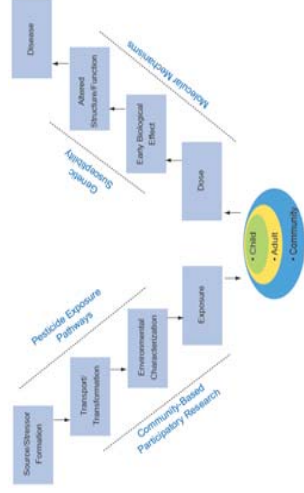 Source/Stressor
Formation
Pesticide Exposure
Pathways
Transport/
Transformation
Environmental
Characterization
Community-Based
Participatory Research
Exposure
• Child
• Adult
• Community
Dose
Early Biological
Effect
Altered
Structure/Function
Disease
Genetic
Susceptibility
Molecular Mechanisms